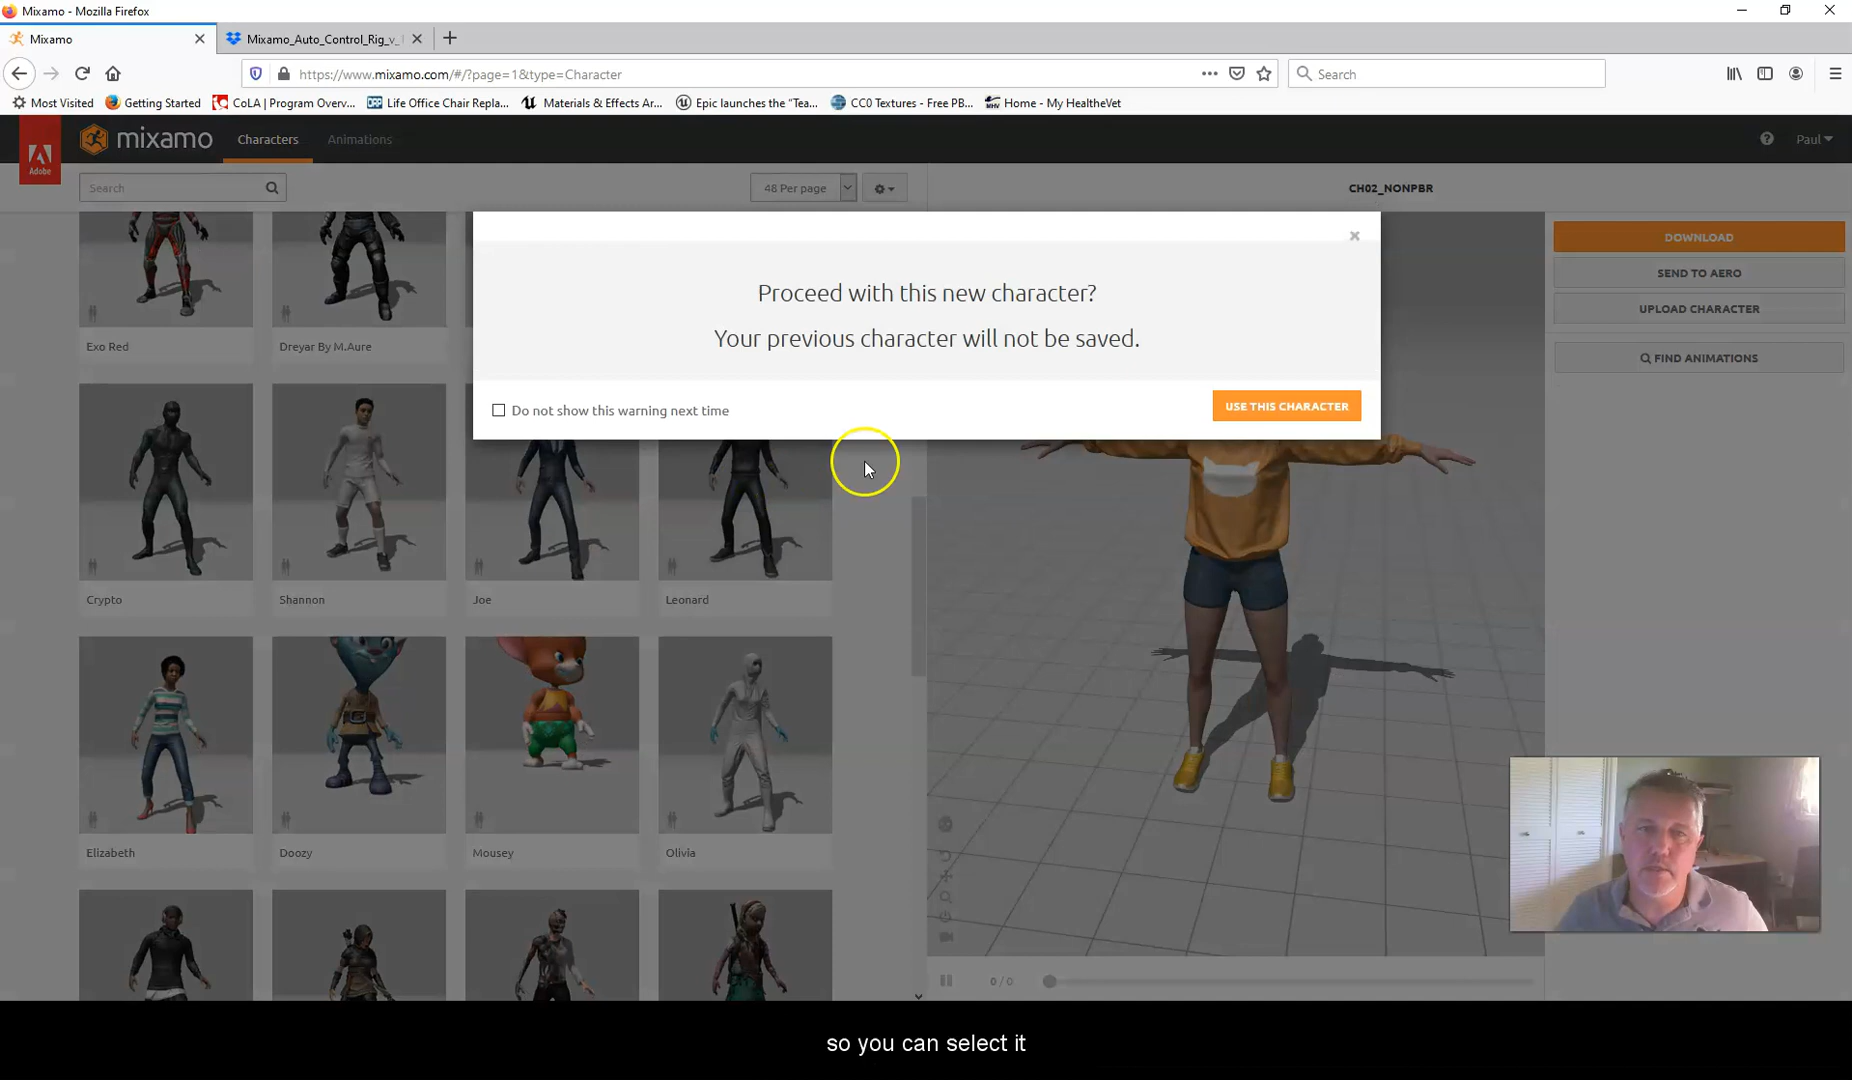 Mixamo - Mozilla Firefox
Mixamo
Mixamo_Auto_Control_Rig_v_
https://www.mixamo.com/#/?page=1&type=Character
Search
Most Visited
Getting Started
CoLA | Program Overv...
Life Office Chair Repla...
Materials & Effects Ar...
Epic launches the “Tea...
CC0 Textures - Free PB...
Home - My HealtheVet
Adobe
mixamo
Characters
Animations
Paul
Search
48 Per page
CH02_NONPBR
DOWNLOAD
SEND TO AERO
UPLOAD CHARACTER
FIND ANIMATIONS
Proceed with this new character?
Your previous character will not be saved.
Do not show this warning next time
USE THIS CHARACTER
Exo Red
Dreyar By M.Aure
Crypto
Shannon
Joe
Leonard
Elizabeth
Doozy
Mousey
Olivia
0 / 0
so you can select it